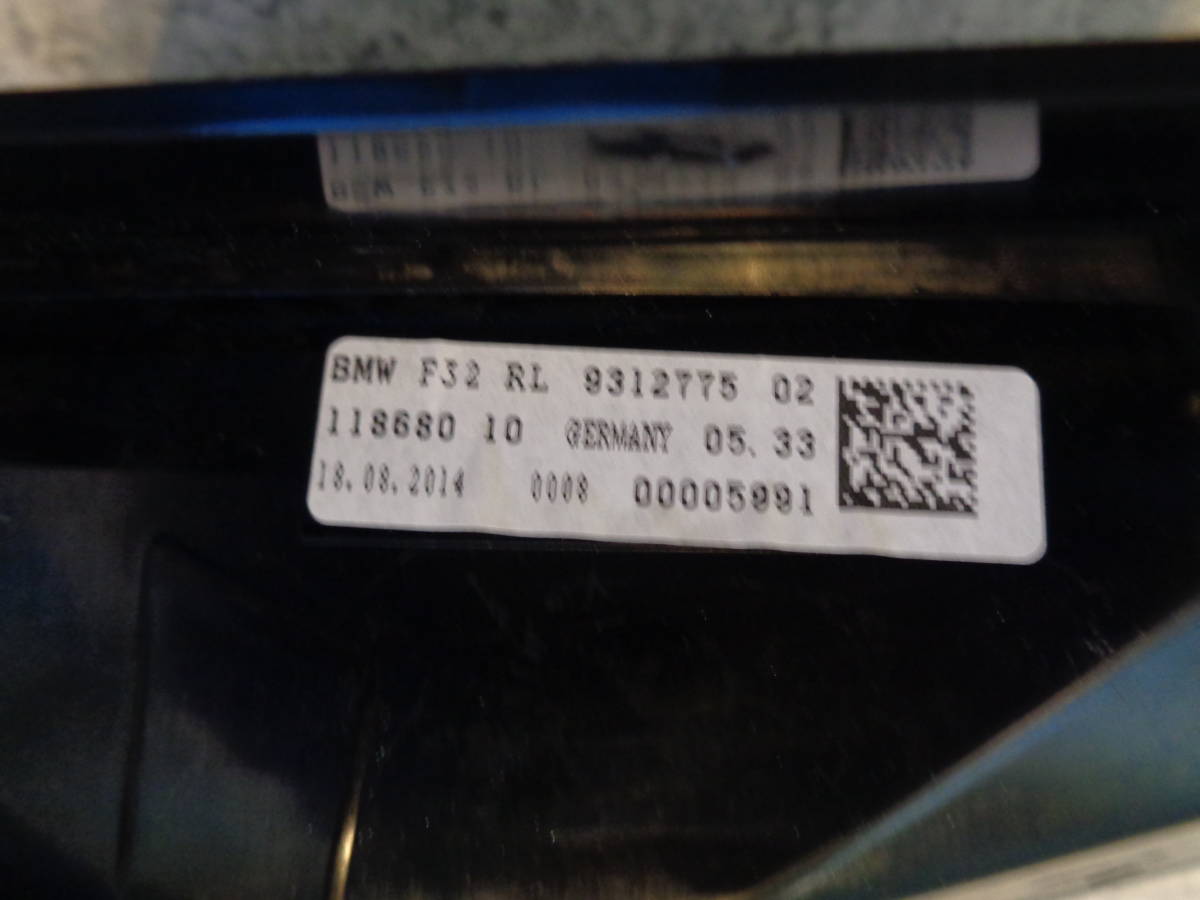 BMW F32 RL 9312775 02
118680 10 GERMANY 05.33
18.08.2014 0008 00005991